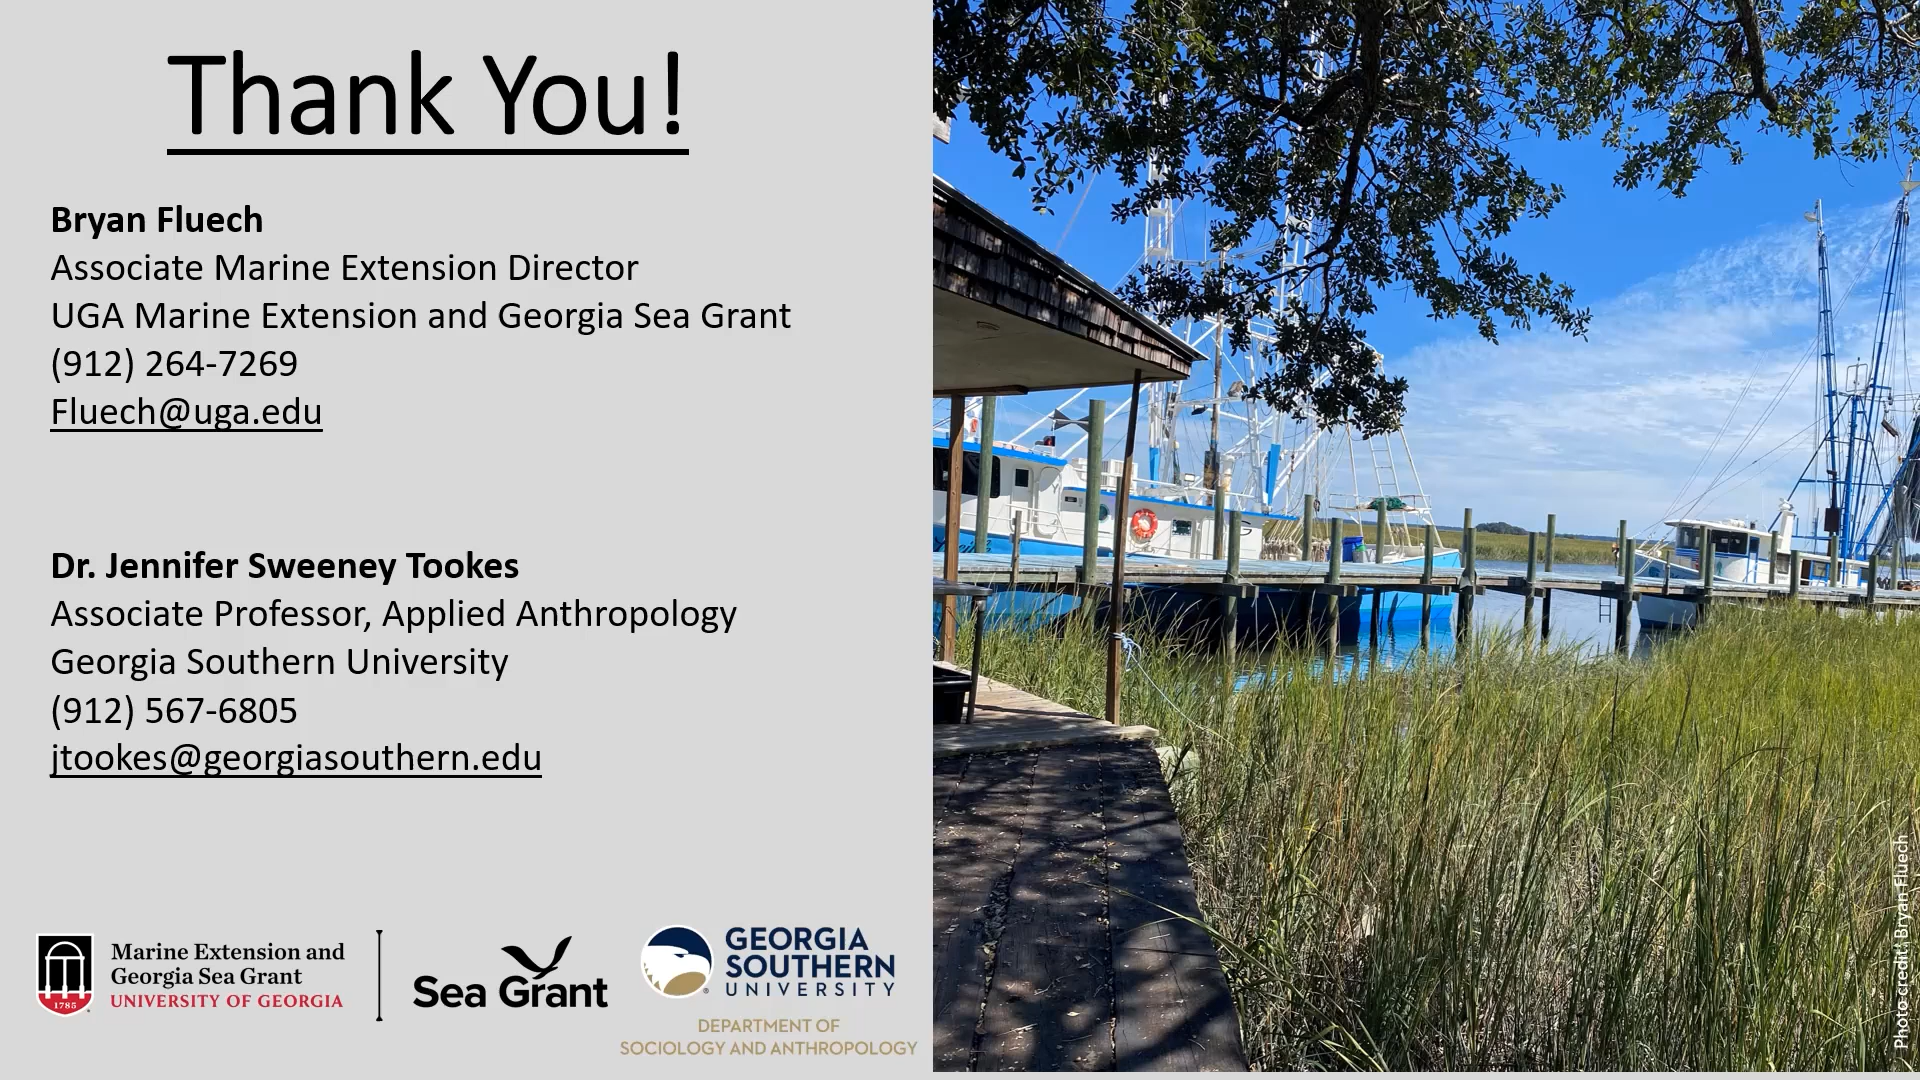 Thank You!
Bryan Fluech
Associate Marine Extension Director
UGA Marine Extension and Georgia Sea Grant
(912) 264-7269
Fluech@uga.edu
Dr. Jennifer Sweeney Tookes
Associate Professor, Applied Anthropology
Georgia Southern University
(912) 567-6805
jtookes@georgiasouthern.edu
1785
Marine Extension and
Georgia Sea Grant
UNIVERSITY OF GEORGIA
Sea Grant
GEORGIA
SOUTHERN
UNIVERSITY
DEPARTMENT OF
SOCIOLOGY AND ANTHROPOLOGY
Photo credit: Bryan Fluech